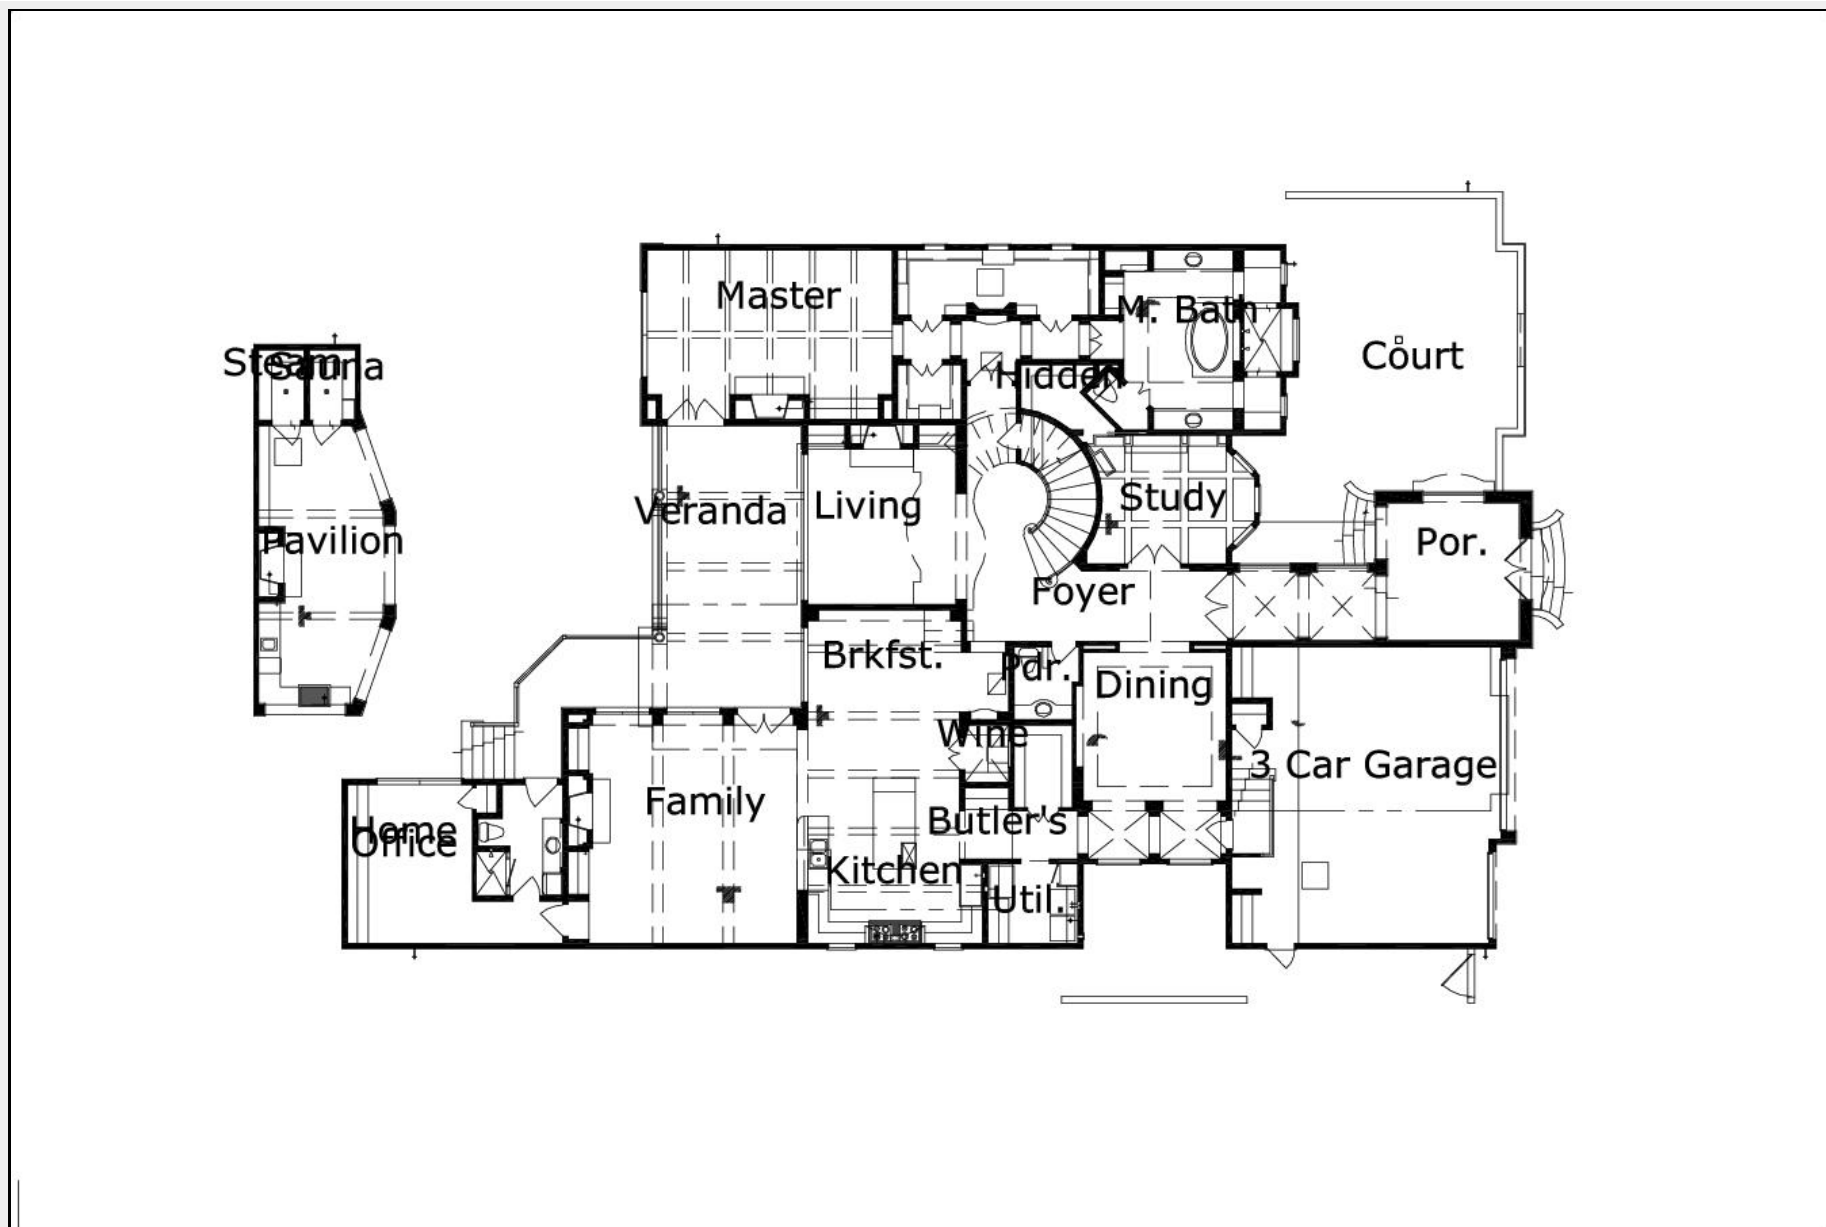 Master
M. Bath
Court
Steam
Sauna
Hidden
Veranda
Living
Study
Pavilion
Por.
Foyer
Brkfst.
Pdr.
Dining
Wine
3 Car Garage
Family
Home
Office
Butler's
Kitchen
Util.